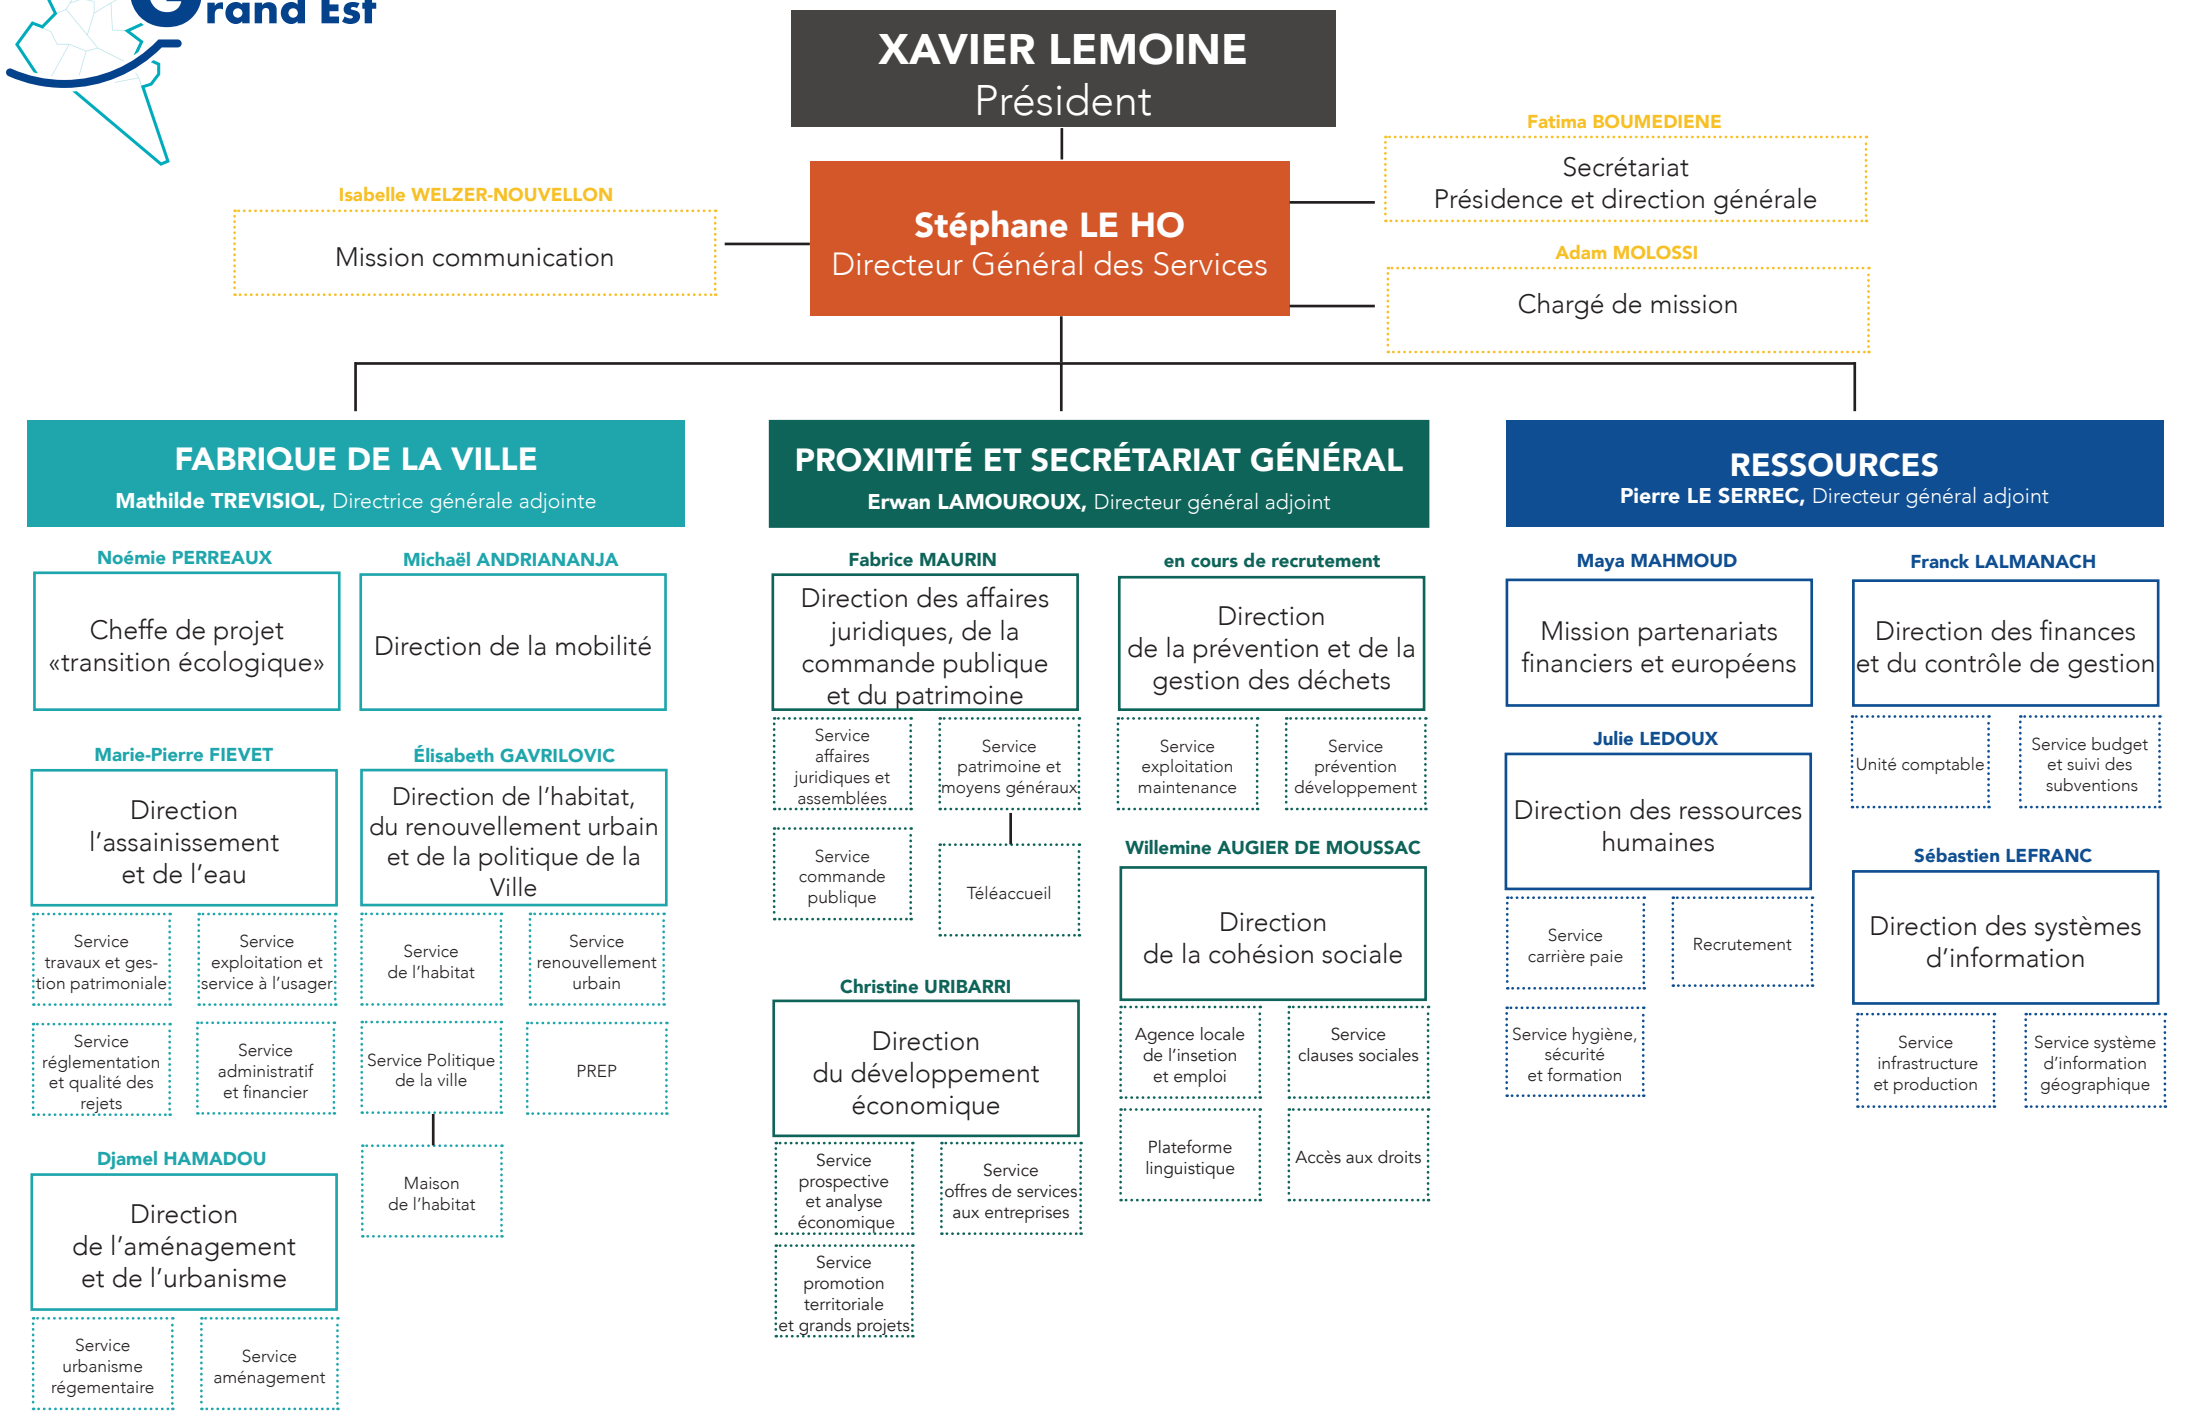 Grand Est
XAVIER LEMOINE
Président
Fatima BOUMEDIENE
Secrétariat
Présidence et direction générale
Isabelle WELZER-NOUVELLON
Mission communication
Stéphane LE HO
Directeur Général des Services
Adam MOLOSSI
Chargé de mission
FABRIQUE DE LA VILLE
Mathilde TREVISIOL, Directrice générale adjointe
Noémie PERREAUX
Cheffe de projet
«transition écologique»
Michaël ANDRIANANJA
Direction de la mobilité
Marie-Pierre FIEVET
Direction
l'assainissement
et de l'eau
Service
travaux et ges-
tion patrimoniale
Service
exploitation et
service à l'usager
Service
réglementation
et qualité des
rejets
Service
administratif
et financier
Élisabeth GAVRILOVIC
Direction de l'habitat,
du renouvellement urbain
et de la politique de la
Ville
Service
de l'habitat
Service
renouvellement
urbain
Service Politique
de la ville
PREP
Maison
de l'habitat
Djamel HAMADOU
Direction
de l'aménagement
et de l'urbanisme
Service
urbanisme
régementaire
Service
aménagement
PROXIMITÉ ET SECRÉTARIAT GÉNÉRAL
Erwan LAMOUROUX, Directeur général adjoint
Fabrice MAURIN
Direction des affaires
juridiques, de la
commande publique
et du patrimoine
Service
affaires
juridiques et
assemblées
Service
patrimoine et
moyens généraux
Service
commande
publique
Téléaccueil
en cours de recrutement
Direction
de la prévention et de la
gestion des déchets
Service
exploitation
maintenance
Service
prévention
développement
Willemine AUGIER DE MOUSSAC
Direction
de la cohésion sociale
Agence locale
de l'insetion
et emploi
Service
clauses sociales
Plateforme
linguistique
Accès aux droits
Christine URIBARRI
Direction
du développement
économique
Service
prospective
et analyse
économique
Service
offres de services
aux entreprises
Service
promotion
territoriale
et grands projets
RESSOURCES
Pierre LE SERREC, Directeur général adjoint
Maya MAHMOUD
Mission partenariats
financiers et européens
Franck LALMANACH
Direction des finances
et du contrôle de gestion
Unité comptable
Service budget
et suivi des
subventions
Julie LEDOUX
Direction des ressources
humaines
Service
carrière paie
Recrutement
Service hygiène,
sécurité
et formation
Sébastien LEFRANC
Direction des systèmes
d'information
Service
infrastructure
et production
Service système
d'information
géographique